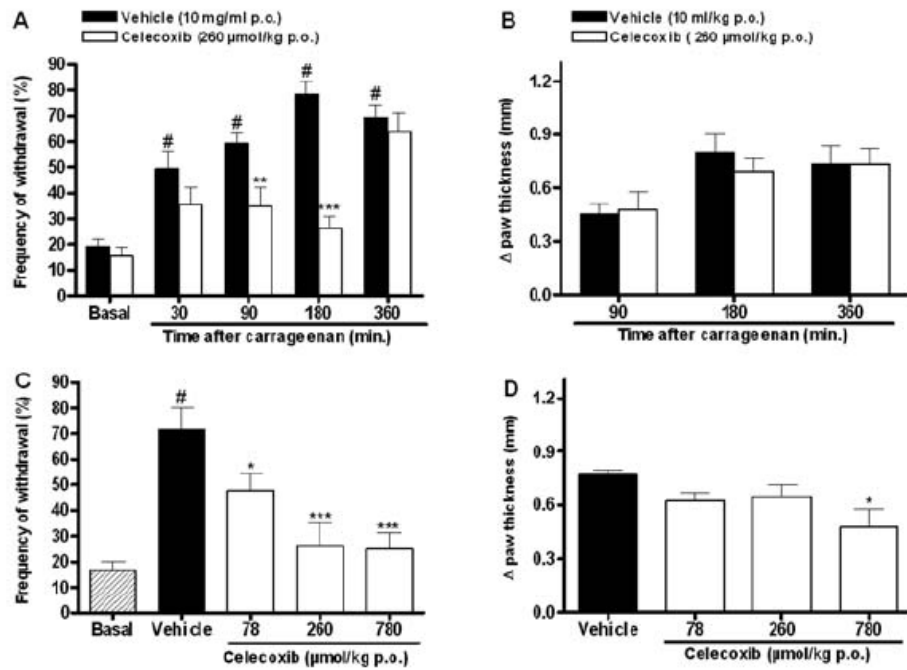 A
Vehicle (10 mg/ml p.o.)
Celecoxib (260 µmol/kg p.o.)
Frequency of withdrawal (%)
90
80
70
60
50
40
30
20
10
0
# # # #
** ***
Basal 30 90 180 360
Time after carrageenan (min.)
B
Vehicle (10 ml/kg p.o.)
Celecoxib ( 260 µmol/kg p.o.)
Δ paw thickness (mm)
1.2
0.9
0.6
0.3
0.0
90 180 360
Time after carrageenan (min.)
C
Frequency of withdrawal (%)
90
80
70
60
50
40
30
20
10
0
#
* *** ***
Basal Vehicle 78 260 780
Celecoxib (µmol/kg p.o.)
D
Δ paw thickness (mm)
1.2
0.9
0.6
0.3
0.0
*
Vehicle 78 260 780
Celecoxib (µmol/kg p.o.)